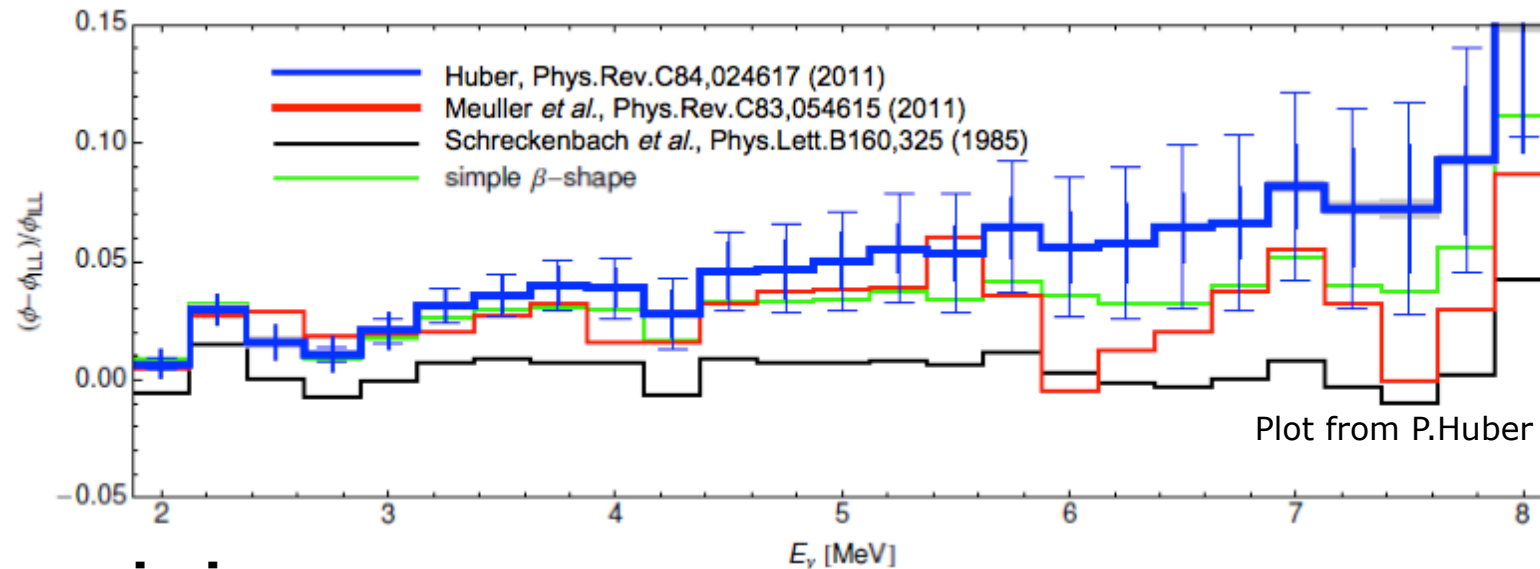 0.15
Huber, Phys.Rev.C84,024617 (2011)
Meuller et al., Phys.Rev.C83,054615 (2011)
0.10
Schreckenbach et al., Phys.Lett.B160,325 (1985)
simple β-shape
(ϕ-ϕILL)/ϕILL
0.05
0.00
Plot from P.Huber
-0.05
2 3 4 5 6 7 8
Eν [MeV]